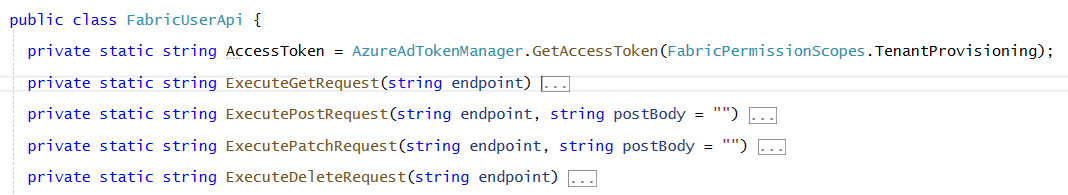 public class FabricUserApi {
private static string AccessToken = AzureAdTokenManager.GetAccessToken(FabricPermissionScopes.TenantProvisioning);
private static string ExecuteGetRequest(string endpoint) ...
private static string ExecutePostRequest(string endpoint, string postBody = "") ...
private static string ExecutePatchRequest(string endpoint, string postBody = "") ...
private static string ExecuteDeleteRequest(string endpoint) ...